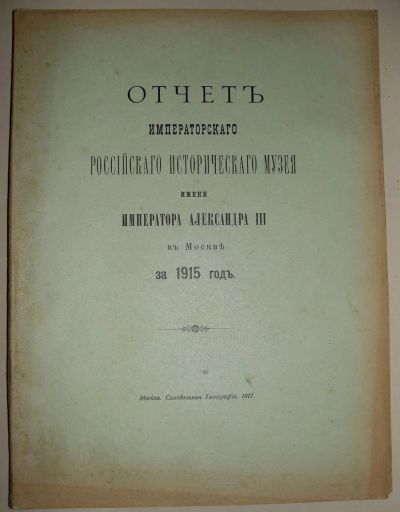 ОТЧЕТЪ
ИМПЕРАТОРСКАГО
РОССІЙСКАГО ИСТОРИЧЕСКАГО МУЗЕЯ
ИМЕНИ
ИМПЕРАТОРА АЛЕКСАНДРА III
въ Москвѣ
за 1915 годъ.
Москва. Синодальная Типографія. 1917.